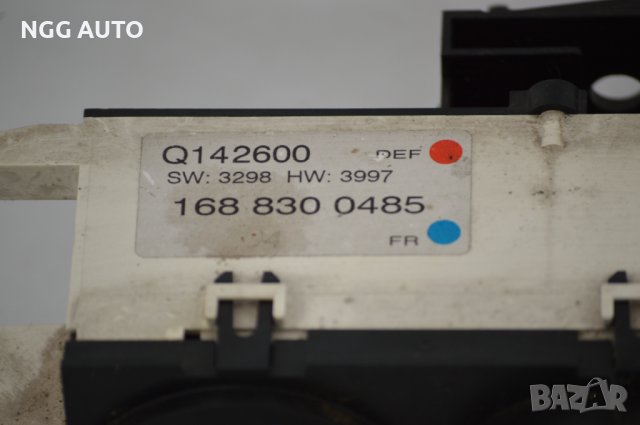 NGG AUTO
Q142600 DEF
SW: 3298 HW: 3997
168 830 0485
FR
BAZAR